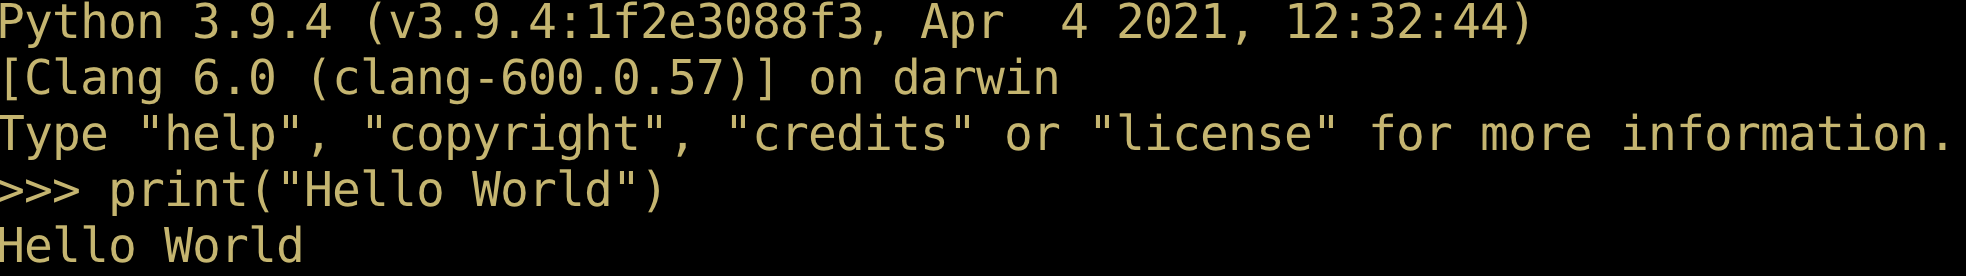 Python 3.9.4 (v3.9.4:1f2e3088f3, Apr  4 2021, 12:32:44)
[Clang 6.0 (clang-600.0.57)] on darwin
Type "help", "copyright", "credits" or "license" for more information.
>>> print("Hello World")
Hello World